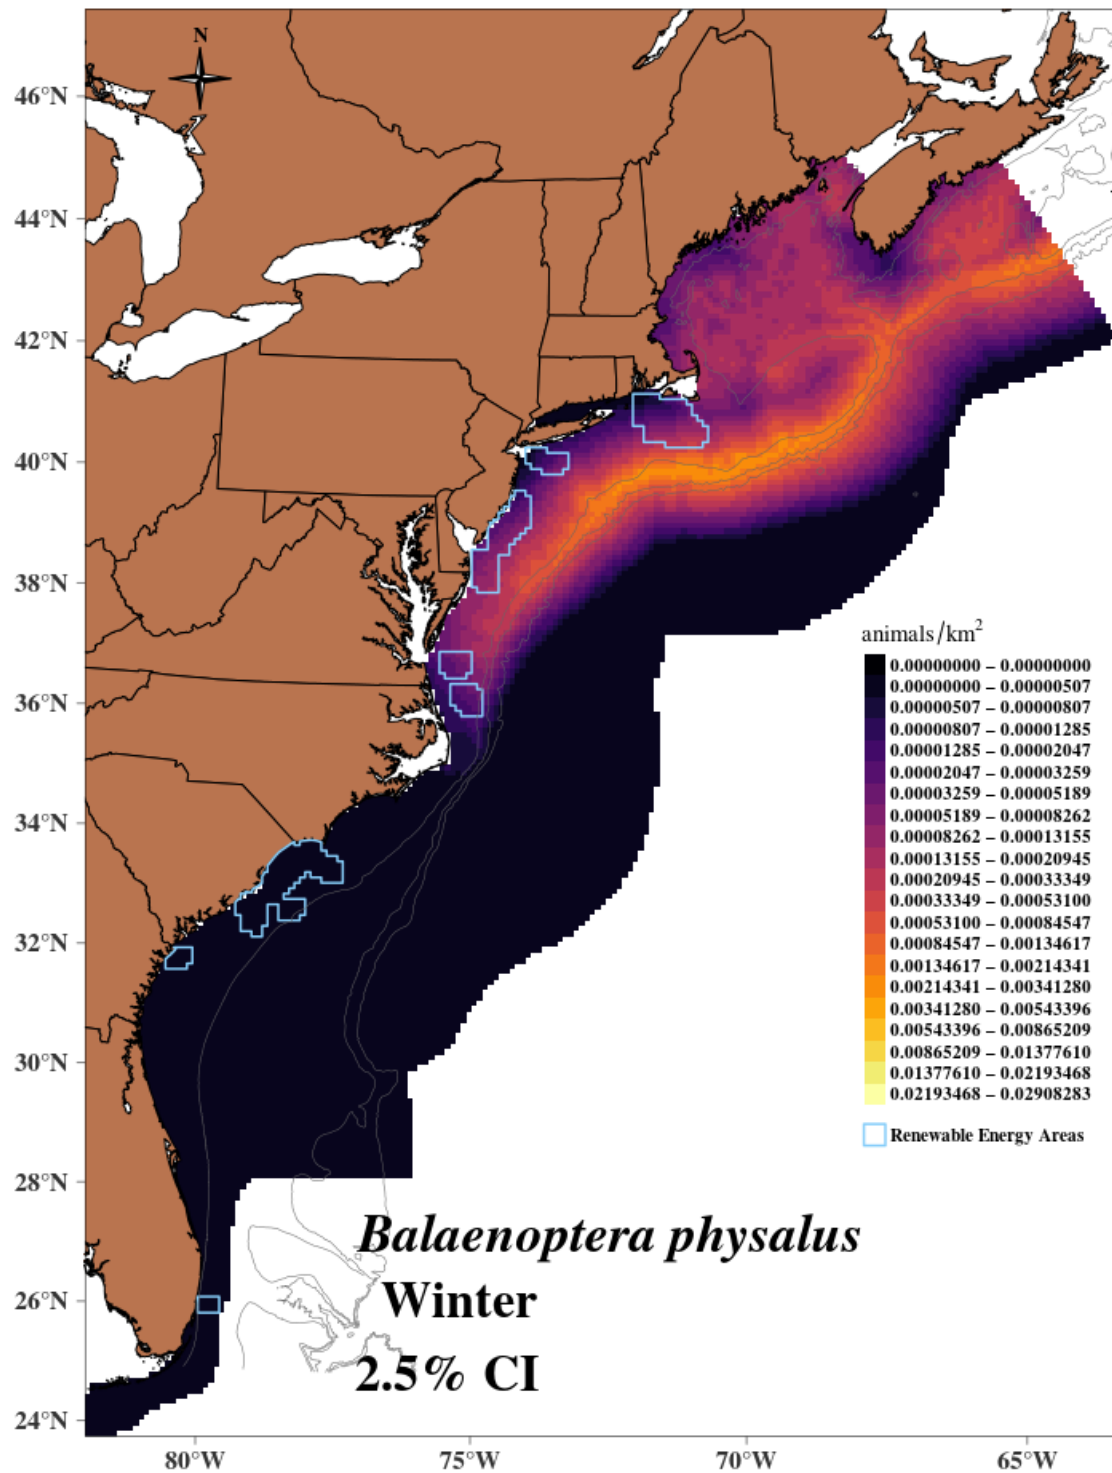 N
46°N
44°N
42°N
40°N
38°N
36°N
34°N
32°N
30°N
28°N
26°N
24°N
80°W
75°W
70°W
65°W
animals/km²
0.00000000 – 0.00000000
0.00000000 – 0.00000507
0.00000507 – 0.00000807
0.00000807 – 0.00001285
0.00001285 – 0.00002047
0.00002047 – 0.00003259
0.00003259 – 0.00005189
0.00005189 – 0.00008262
0.00008262 – 0.00013155
0.00013155 – 0.00020945
0.00020945 – 0.00033349
0.00033349 – 0.00053100
0.00053100 – 0.00084547
0.00084547 – 0.00134617
0.00134617 – 0.00214341
0.00214341 – 0.00341280
0.00341280 – 0.00543396
0.00543396 – 0.00865209
0.00865209 – 0.01377610
0.01377610 – 0.02193468
0.02193468 – 0.02908283
Renewable Energy Areas
Balaenoptera physalus
Winter
2.5% CI